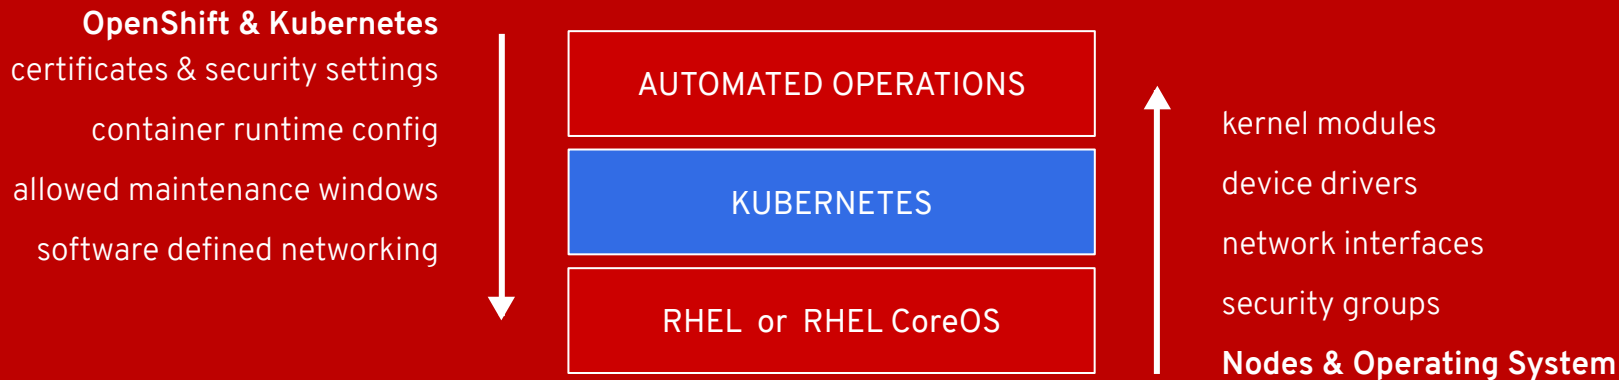 OpenShift & Kubernetes
certificates & security settings
container runtime config
allowed maintenance windows
software defined networking
AUTOMATED OPERATIONS
KUBERNETES
RHEL or RHEL CoreOS
kernel modules
device drivers
network interfaces
security groups
Nodes & Operating System